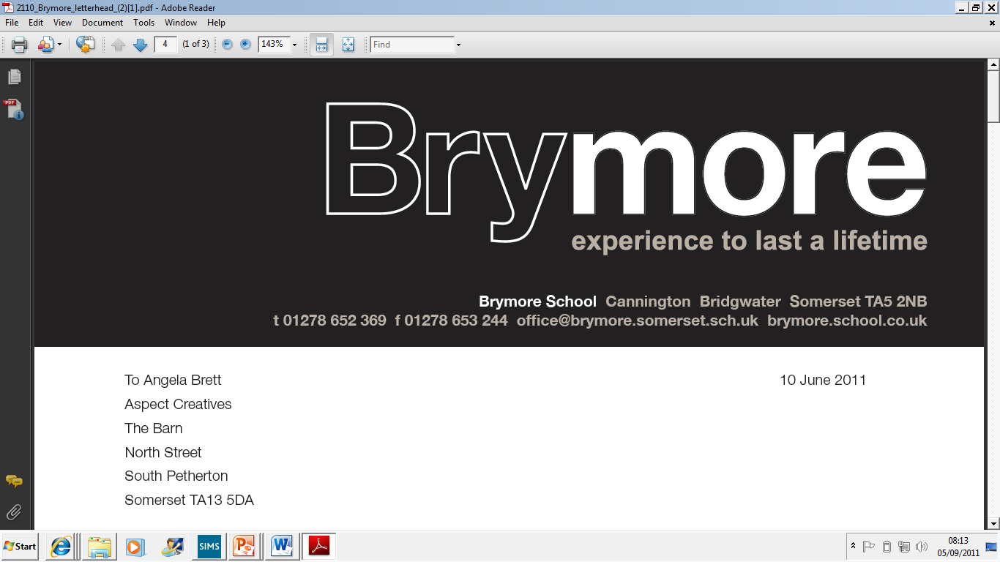 2110_Brymore_letterhead_(2)[1].pdf - Adobe Reader
File Edit View Document Tools Window Help
4 (1 of 3) 143% Find
Brymore
experience to last a lifetime
Brymore School Cannington Bridgwater Somerset TA5 2NB
t 01278 652 369 f 01278 653 244 office@brymore.somerset.sch.uk brymore.school.co.uk
To Angela Brett 10 June 2011
Aspect Creatives
The Barn
North Street
South Petherton
Somerset TA13 5DA
Start SIMS 08:13
05/09/2011